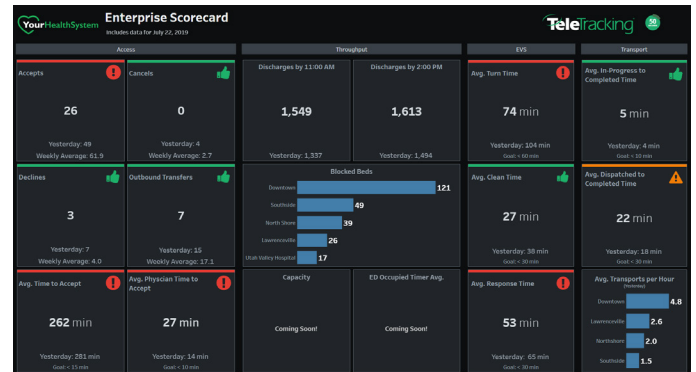 YourHealthSystem
Enterprise Scorecard
Includes data for July 22, 2019
TeleTracking
Access
Throughput
EVS
Transport
Accepts
26
Yesterday: 49
Weekly Average: 61.9
Cancels
0
Yesterday: 4
Weekly Average: 2.7
Discharges by 11:00 AM
1,549
Yesterday: 1,337
Discharges by 2:00 PM
1,613
Yesterday: 1,494
Avg. Turn Time
74 min
Yesterday: 104 min
Goal: < 60 min
Avg. In-Progress to
Completed Time
5 min
Yesterday: 4 min
Goal: < 10 min
Declines
3
Yesterday: 7
Weekly Average: 4.0
Outbound Transfers
7
Yesterday: 15
Weekly Average: 17.1
Blocked Beds
Downtown 121
Southside 49
North Shore 39
Lawrenceville 26
Utah Valley Hospital 17
Avg. Clean Time
27 min
Yesterday: 38 min
Goal: < 30 min
Avg. Dispatched to
Completed Time
22 min
Yesterday: 18 min
Goal: < 30 min
Avg. Time to Accept
262 min
Yesterday: 281 min
Goal: < 15 min
Avg. Physcian Time to
Accept
27 min
Yesterday: 14 min
Goal: < 10 min
Capacity
Coming Soon!
ED Occupied Timer Avg.
Coming Soon!
Avg. Response Time
53 min
Yesterday: 65 min
Goal: < 30 min
Avg. Transports per Hour
(Yesterday)
Downtown 4.8
Lawrenceville 2.6
Northshore 2.0
Southside 1.5